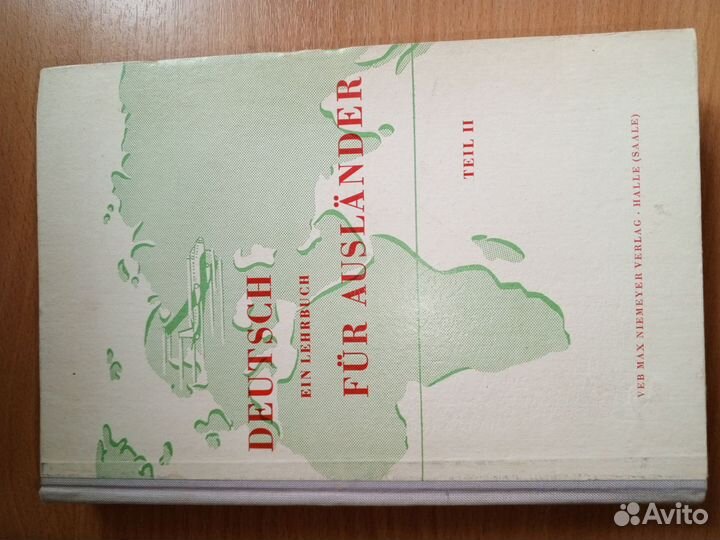 DEUTSCH
EIN LEHRBUCH
FÜR AUSLÄNDER
TEIL II
VEB MAX NIEMEYER VERLAG · HALLE (SAALE)
Avito